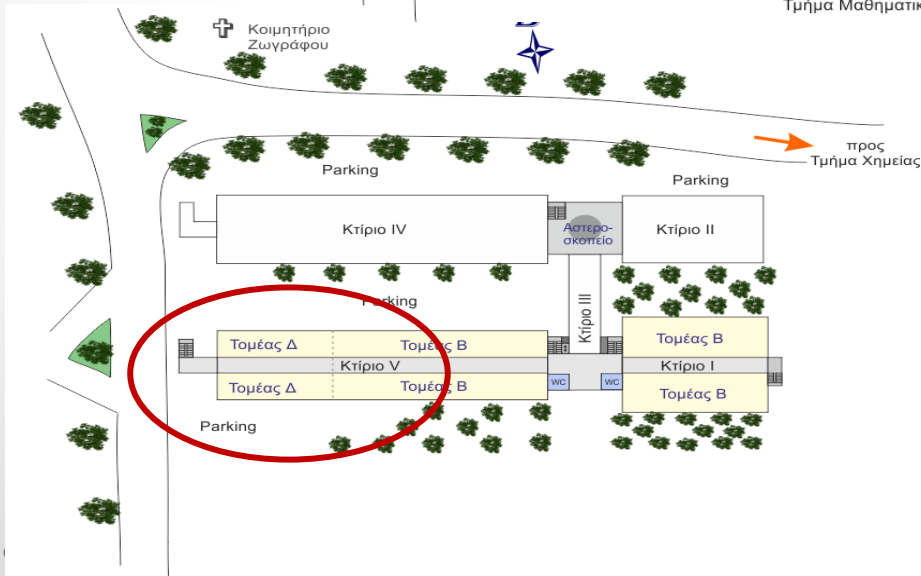 Τμήμα Μαθηματικ
Κοιμητήριο
Ζωγράφου
προς
Τμήμα Χημείας
Parking
Parking
Κτίριο IV
Αστερο-
σκοπείο
Κτίριο II
Parking
Κτίριο III
Τομέας Δ
Τομέας Β
Τομέας Β
Κτίριο V
Κτίριο I
Τομέας Δ
Τομέας Β
WC
WC
Τομέας Β
Parking